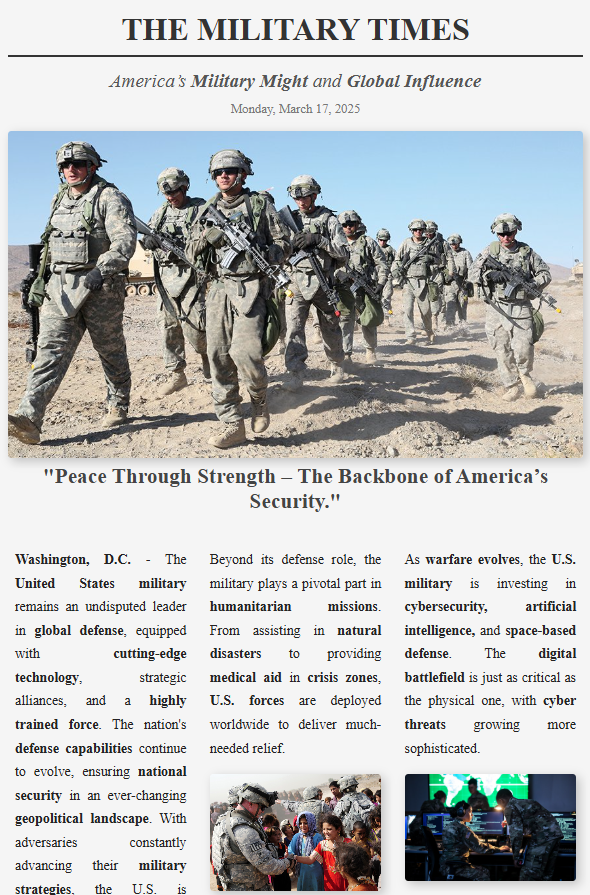 THE MILITARY TIMES
America’s Military Might and Global Influence
Monday, March 17, 2025
"Peace Through Strength – The Backbone of America’s
Security."
Washington, D.C. - The
United States military
remains an undisputed leader
in global defense, equipped
with cutting-edge
technology, strategic
alliances, and a highly
trained force. The nation's
defense capabilities continue
to evolve, ensuring national
security in an ever-changing
geopolitical landscape. With
adversaries constantly
advancing their military
strategies, the U.S. is
Beyond its defense role, the
military plays a pivotal part in
humanitarian missions.
From assisting in natural
disasters to providing
medical aid in crisis zones,
U.S. forces are deployed
worldwide to deliver much-
needed relief.
As warfare evolves, the U.S.
military is investing in
cybersecurity, artificial
intelligence, and space-based
defense. The digital
battlefield is just as critical as
the physical one, with cyber
threats growing more
sophisticated.